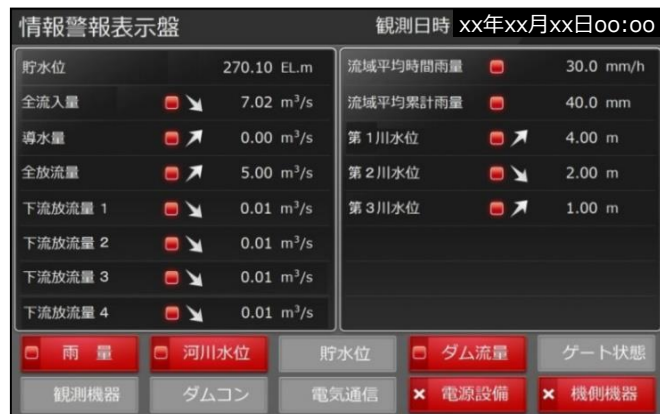 情報警報表示盤
観測日時 xx年xx月xx日oo:oo
貯水位 270.10 EL.m
全流入量 7.02 m³/s
導水量 0.00 m³/s
全放流量 5.00 m³/s
下流放流量 1 0.01 m³/s
下流放流量 2 0.01 m³/s
下流放流量 3 0.01 m³/s
下流放流量 4 0.01 m³/s
流域平均時間雨量 30.0 mm/h
流域平均累計雨量 40.0 mm
第1川水位 4.00 m
第2川水位 2.00 m
第3川水位 1.00 m
雨 量 河川水位 貯水位 ダム流量 ゲート状態
観測機器 ダムコン 電気通信 × 電源設備 × 機側機器